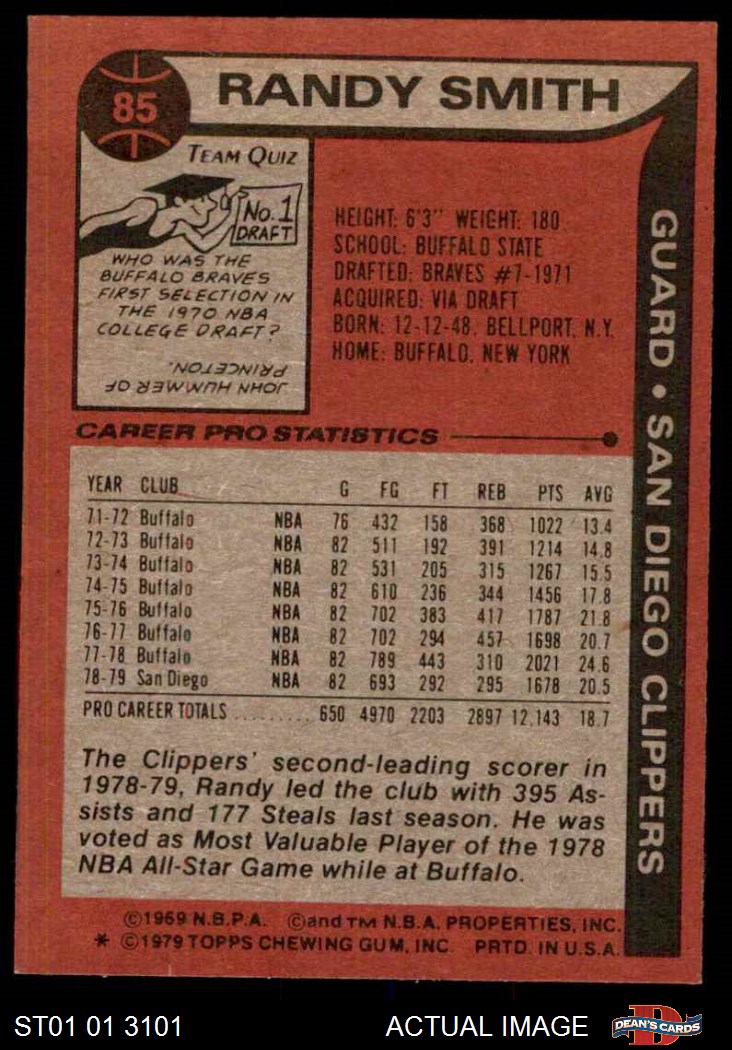 85
RANDY SMITH
TEAM QUIZ
No. 1
DRAFT
WHO WAS THE
BUFFALO BRAVES
FIRST SELECTION IN
THE 1970 NBA
COLLEGE DRAFT?
JOHN HUMMER OF
PRINCETON.
HEIGHT: 6'3" WEIGHT: 180
SCHOOL: BUFFALO STATE
DRAFTED: BRAVES #7-1971
ACQUIRED: VIA DRAFT
BORN: 12-12-48, BELLPORT, N.Y.
HOME: BUFFALO, NEW YORK
GUARD • SAN DIEGO CLIPPERS
CAREER PRO STATISTICS
YEAR CLUB G FG FT REB PTS AVG
71-72 Buffalo NBA 76 432 158 368 1022 13.4
72-73 Buffalo NBA 82 511 192 391 1214 14.8
73-74 Buffalo NBA 82 531 205 315 1267 15.5
74-75 Buffalo NBA 82 610 236 344 1456 17.8
75-76 Buffalo NBA 82 702 383 417 1787 21.8
76-77 Buffalo NBA 82 702 294 457 1698 20.7
77-78 Buffalo NBA 82 789 443 310 2021 24.6
78-79 San Diego NBA 82 693 292 295 1678 20.5
PRO CAREER TOTALS ......... 650 4970 2203 2897 12,143 18.7
The Clippers' second-leading scorer in
1978-79, Randy led the club with 395 As-
sists and 177 Steals last season. He was
voted as Most Valuable Player of the 1978
NBA All-Star Game while at Buffalo.
©1969 N.B.P.A. ©and TM N.B.A. PROPERTIES, INC.
* ©1979 TOPPS CHEWING GUM, INC. PRTD. IN U.S.A.
ST01 01 3101
ACTUAL IMAGE
D
DEAN'S CARDS